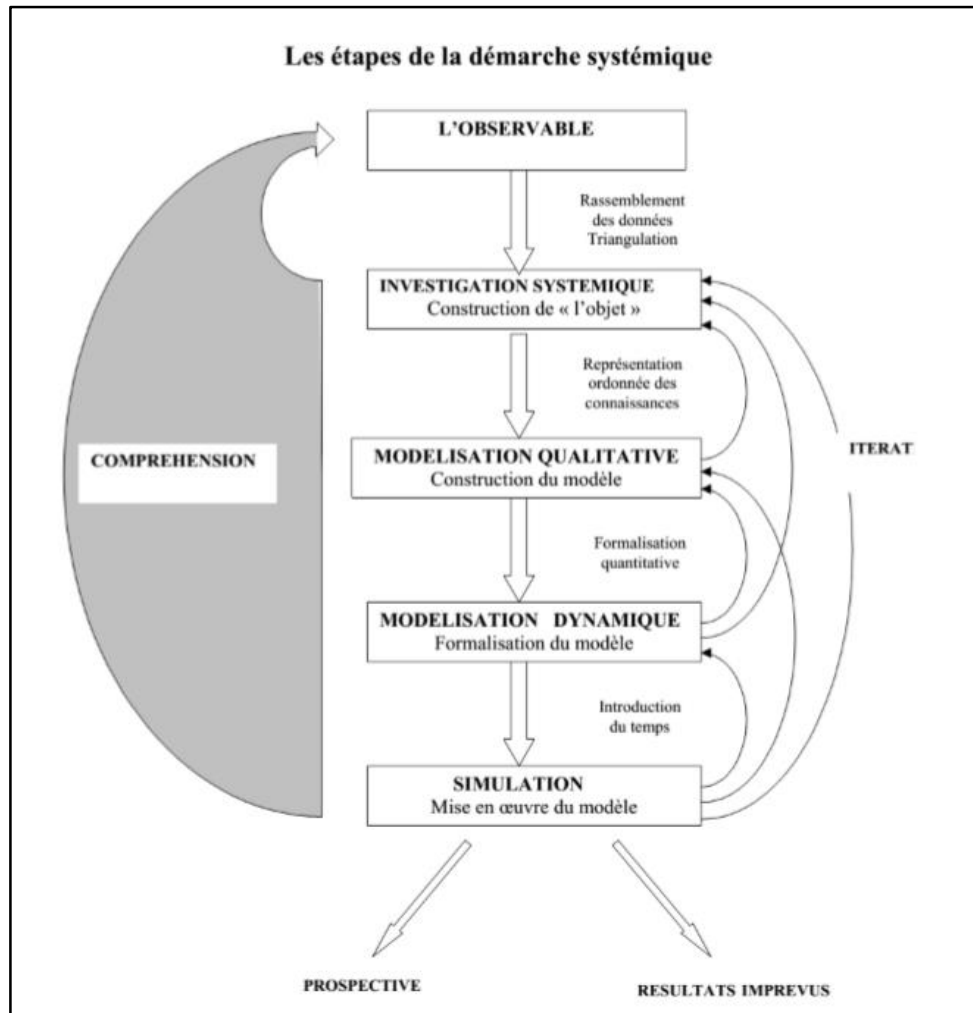 Les étapes de la démarche systémique
L'OBSERVABLE
Rassemblement
des données
Triangulation
INVESTIGATION SYSTEMIQUE
Construction de « l'objet »
Représentation
ordonnée des
connaissances
COMPREHENSION
ITERAT
MODELISATION QUALITATIVE
Construction du modèle
Formalisation
quantitative
MODELISATION DYNAMIQUE
Formalisation du modèle
Introduction
du temps
SIMULATION
Mise en œuvre du modèle
PROSPECTIVE
RESULTATS IMPREVUS